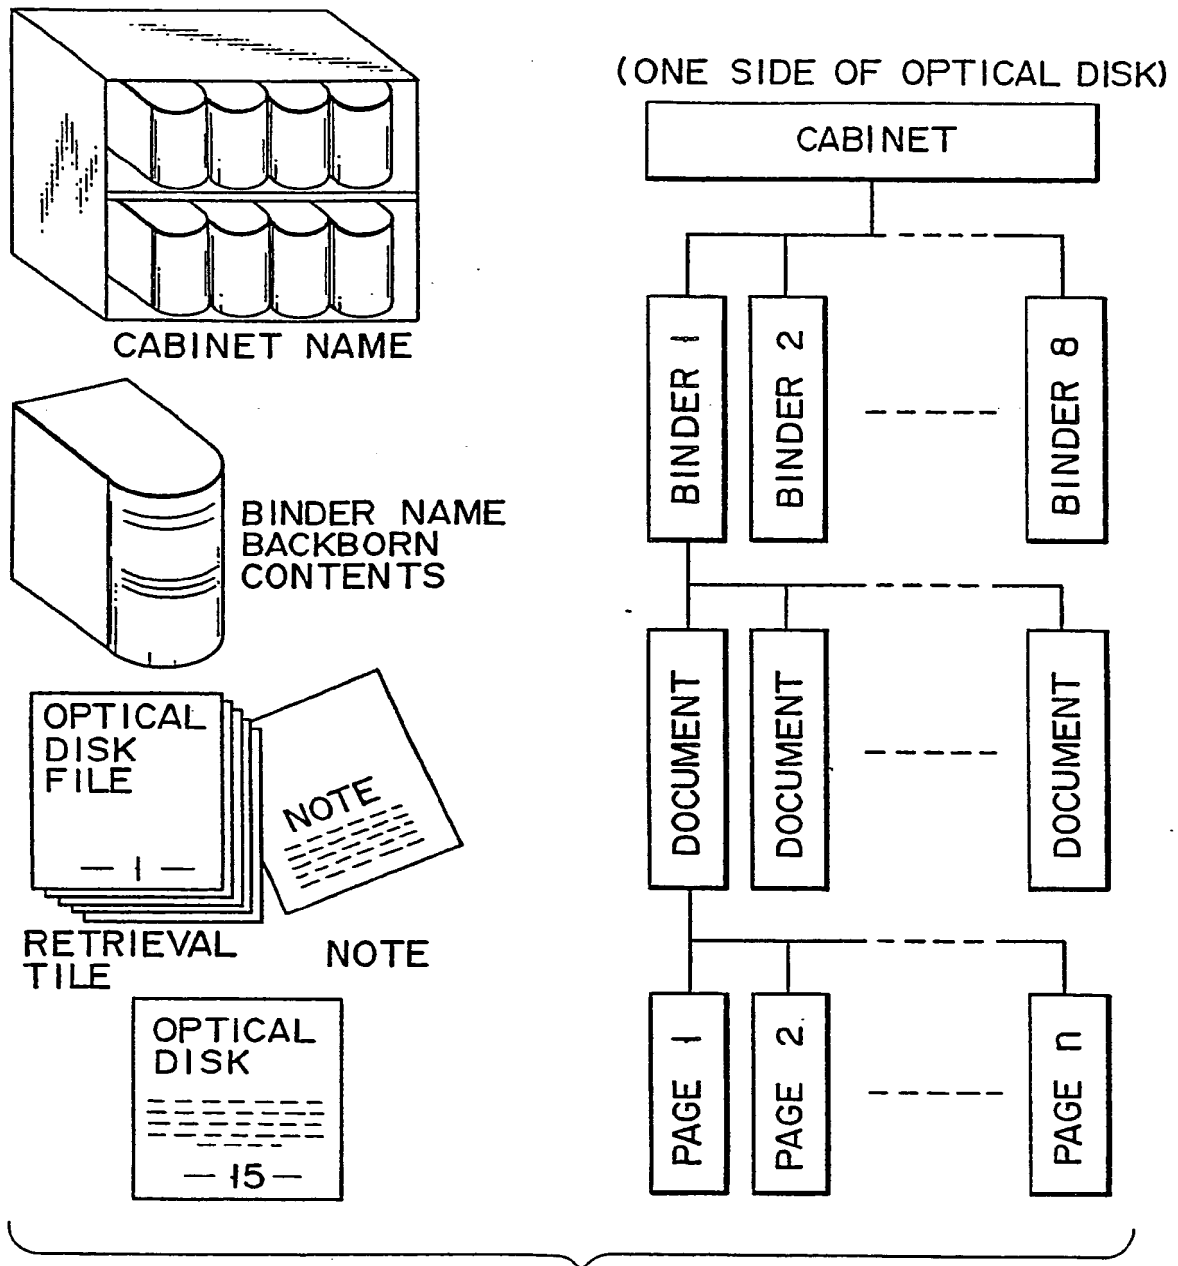 (ONE SIDE OF OPTICAL DISK)
CABINET
CABINET NAME
BINDER 1
BINDER 2
BINDER 8
BINDER NAME
BACKBORN
CONTENTS
DOCUMENT
DOCUMENT
DOCUMENT
OPTICAL
DISK
FILE
— 1 —
NOTE
RETRIEVAL
TILE
NOTE
OPTICAL
DISK
— 15 —
PAGE 1
PAGE 2
PAGE n